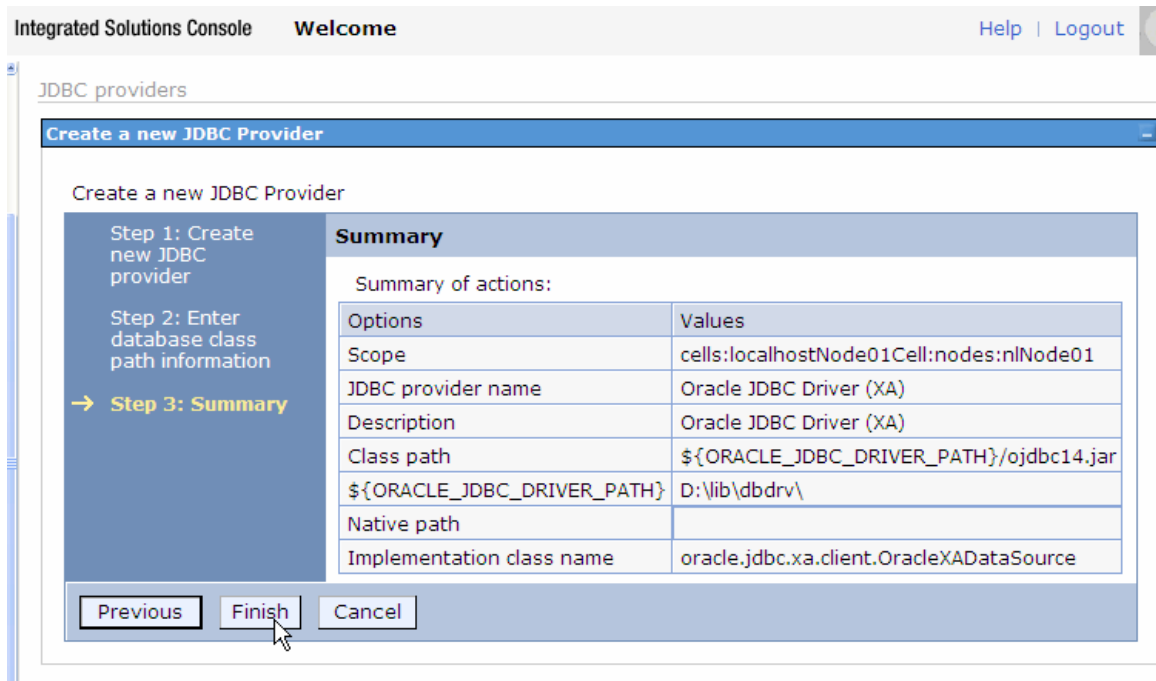 Integrated Solutions Console Welcome Help | Logout
JDBC providers
Create a new JDBC Provider
Create a new JDBC Provider
Step 1: Create
new JDBC
provider
Step 2: Enter
database class
path information
Step 3: Summary
Summary
Summary of actions:
Options Values
Scope cells:localhostNode01Cell:nodes:nlNode01
JDBC provider name Oracle JDBC Driver (XA)
Description Oracle JDBC Driver (XA)
Class path ${ORACLE_JDBC_DRIVER_PATH}/ojdbc14.jar
${ORACLE_JDBC_DRIVER_PATH} D:\lib\dbdrv\
Native path
Implementation class name oracle.jdbc.xa.client.OracleXADataSource
Previous Finish Cancel